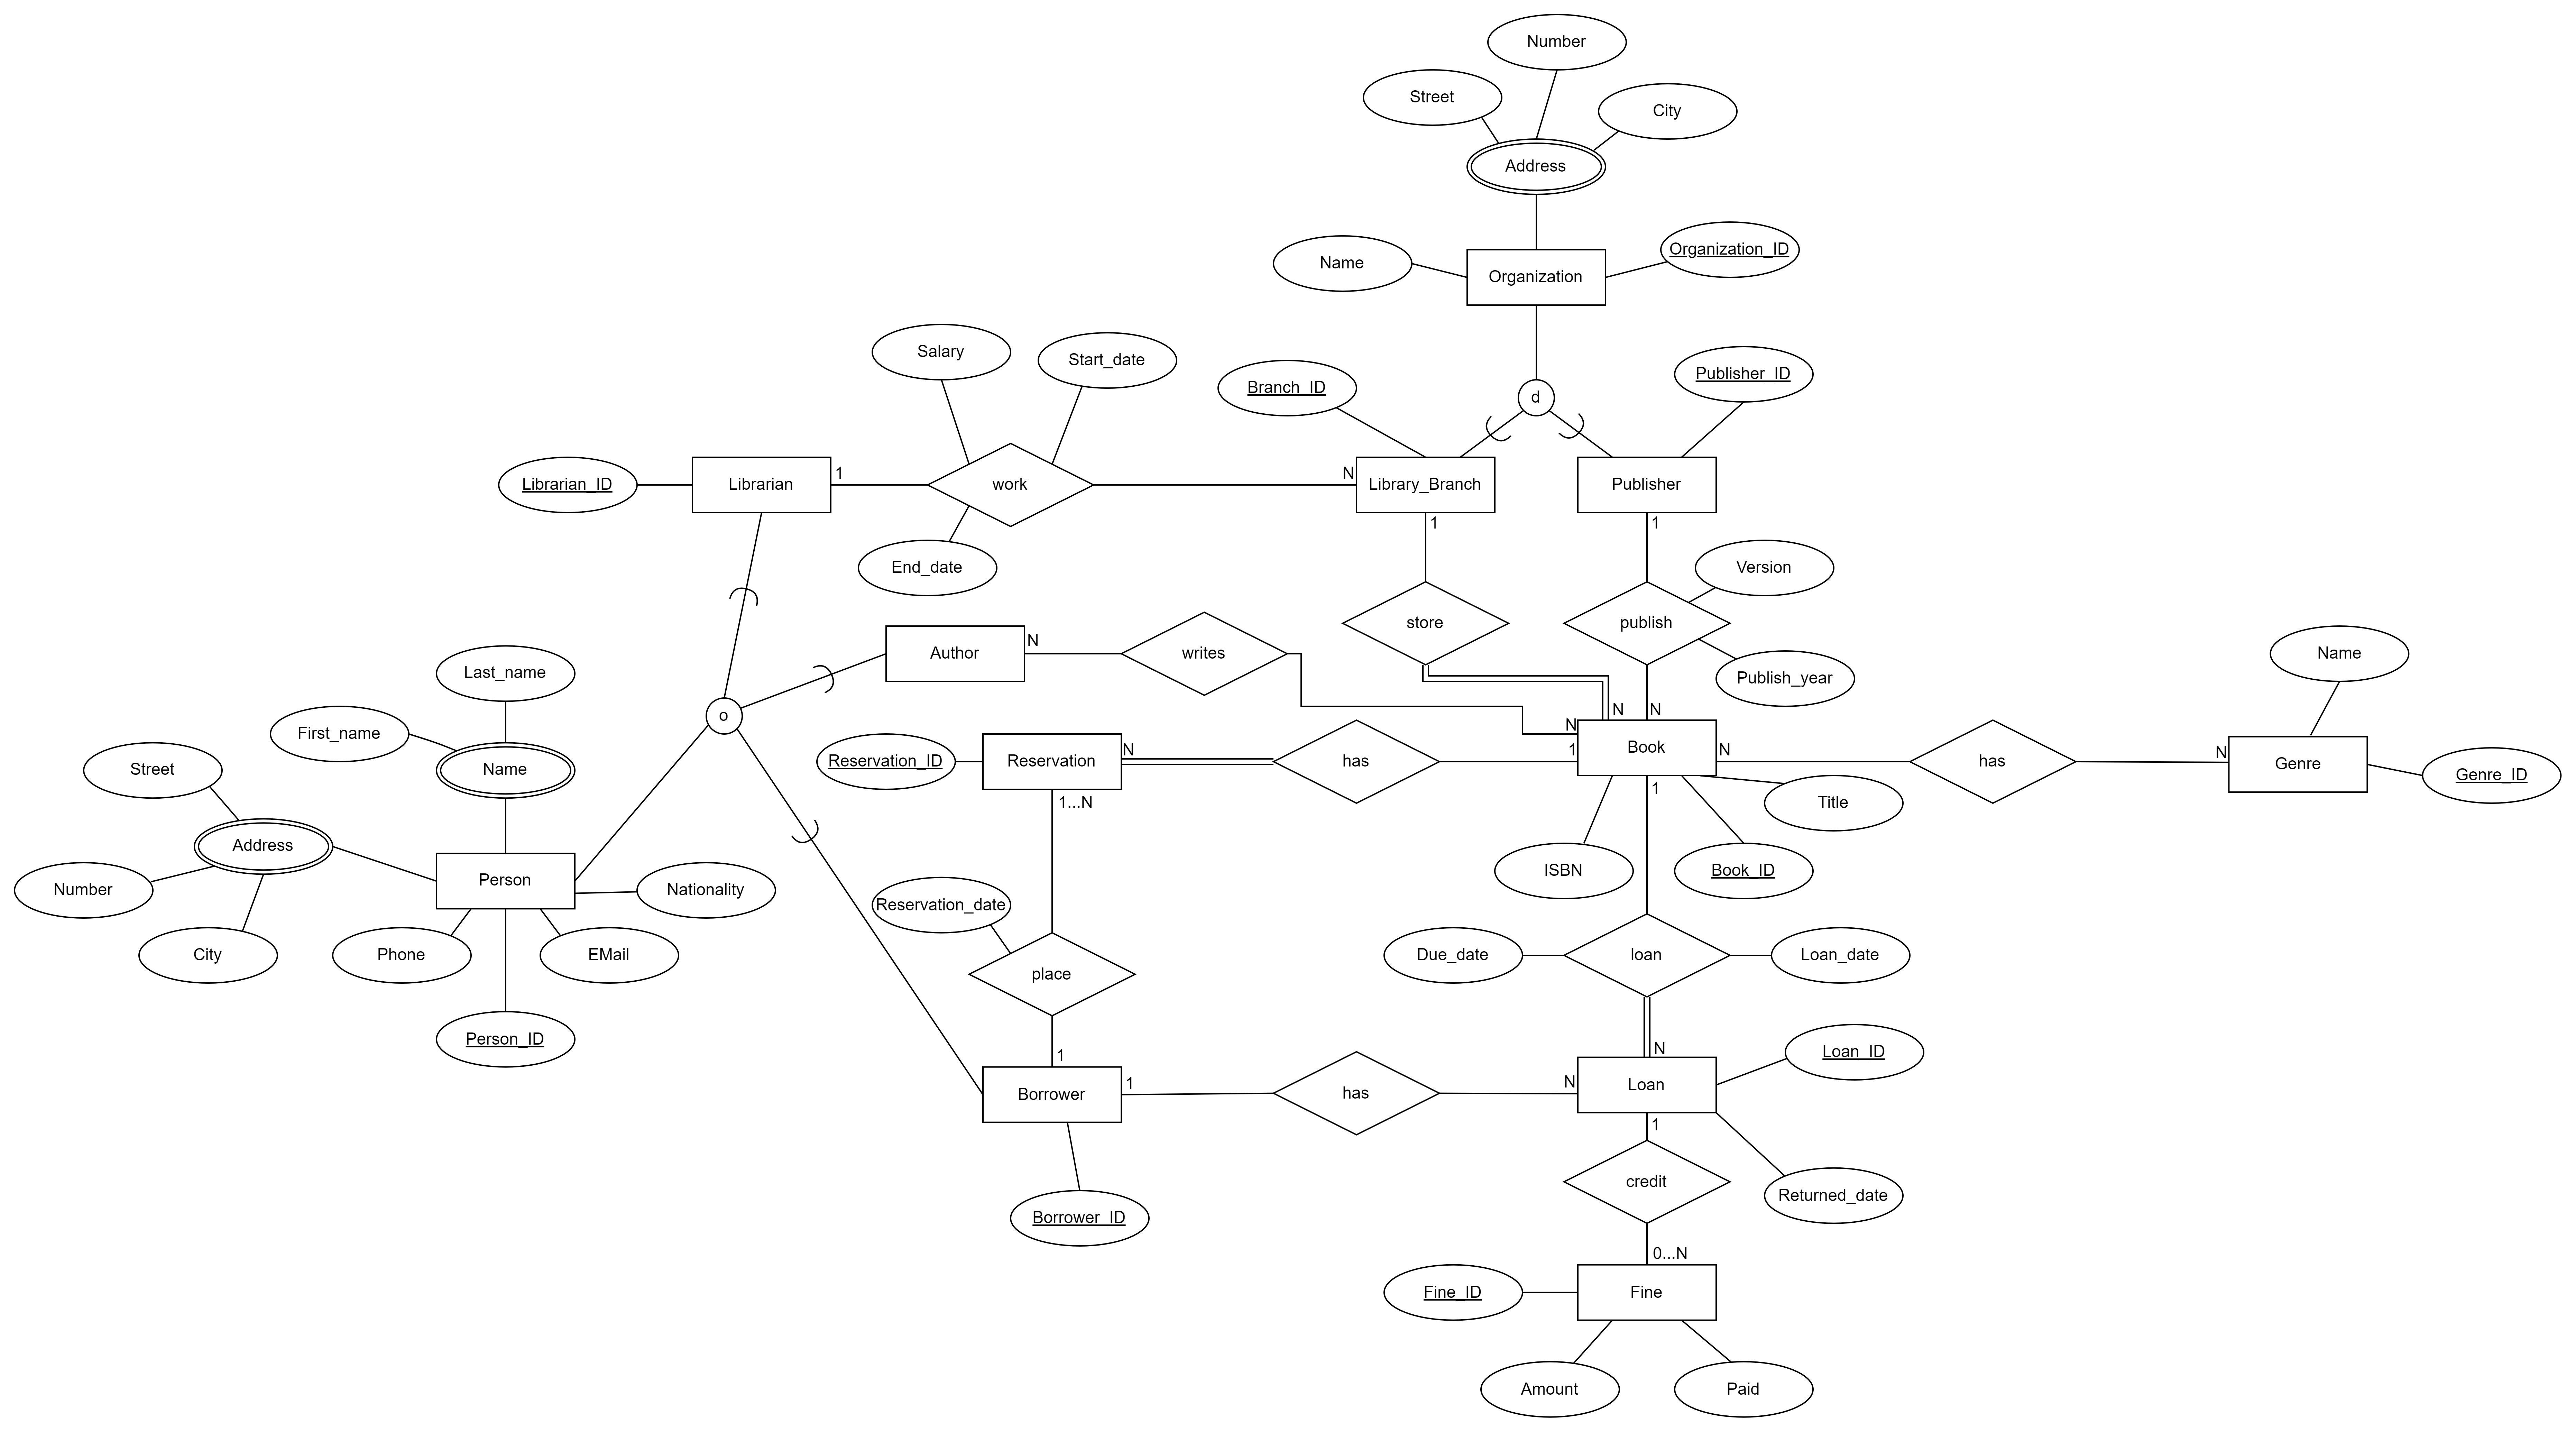 Number
Street
City
Address
Name
Organization_ID
Organization
Salary
Start_date
Branch_ID
d
Publisher_ID
Librarian_ID
Librarian
1
work
N
Library_Branch
Publisher
1
1
End_date
Version
store
publish
Publish_year
Author
N
writes
Name
Last_name
First_name
Name
Street
Address
Number
City
Person
Phone
EMail
Nationality
Person_ID
o
Reservation_ID
Reservation
N
has
N
1
N
N
Book
N
has
N
Genre
Genre_ID
1...N
1
Title
ISBN
Book_ID
Reservation_date
place
1
Due_date
loan
Loan_date
N
Borrower
1
has
N
Loan
Loan_ID
1
Returned_date
Borrower_ID
credit
0...N
Fine_ID
Fine
Amount
Paid